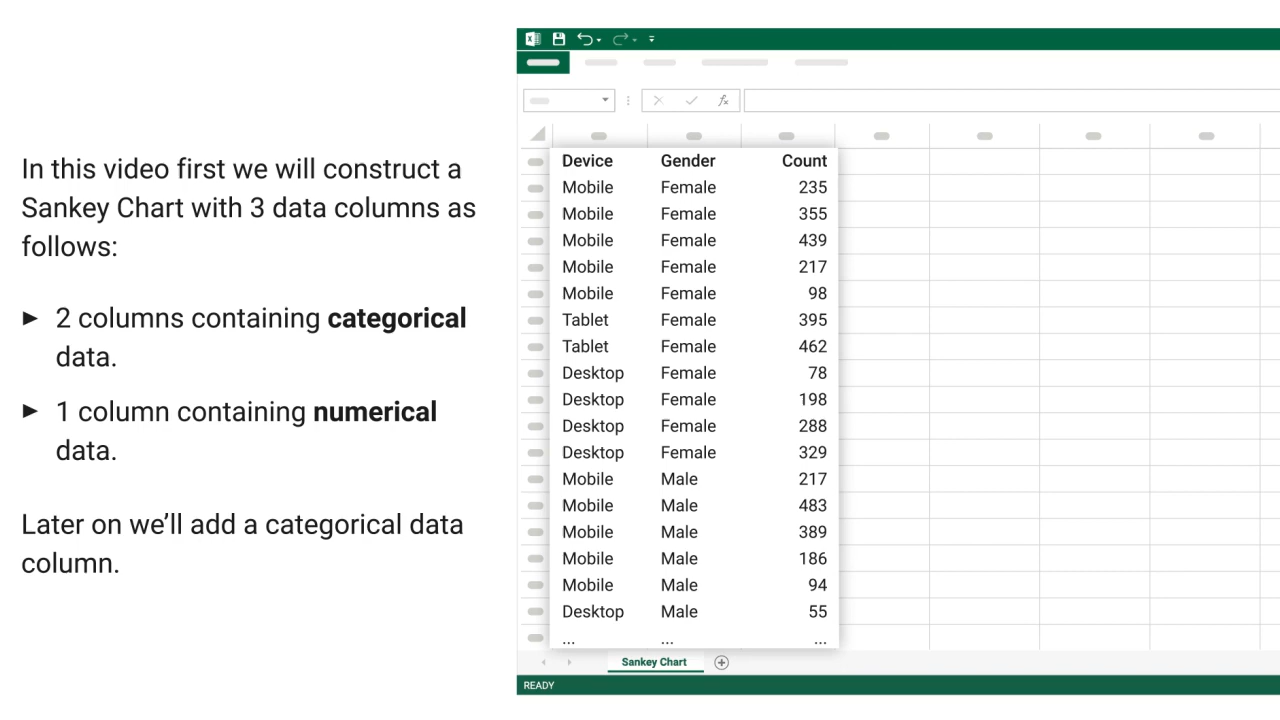 In this video first we will construct a
Sankey Chart with 3 data columns as
follows:
► 2 columns containing categorical
data.
► 1 column containing numerical
data.
Later on we’ll add a categorical data
column.
Device Gender Count
Mobile Female 235
Mobile Female 355
Mobile Female 439
Mobile Female 217
Mobile Female 98
Tablet Female 395
Tablet Female 462
Desktop Female 78
Desktop Female 198
Desktop Female 288
Desktop Female 329
Mobile Male 217
Mobile Male 483
Mobile Male 389
Mobile Male 186
Mobile Male 94
Desktop Male 55
... ... ...
Sankey Chart
READY